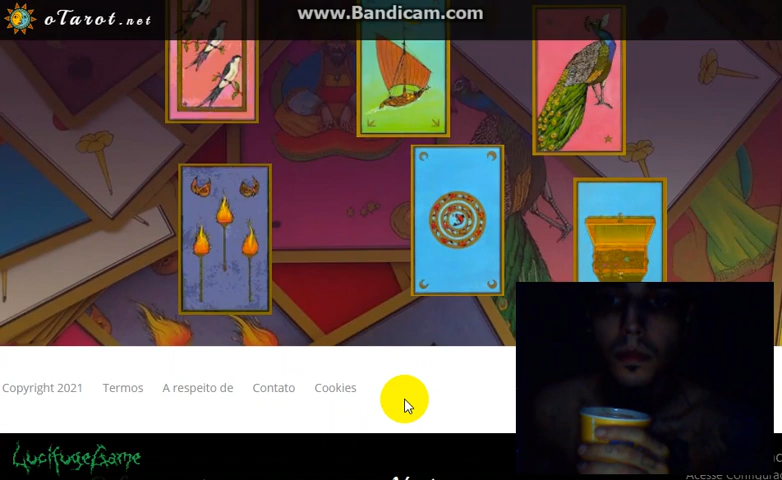 oTarot.net
www.Bandicam.com
Copyright 2021 Termos A respeito de Contato Cookies
LucifugeGame